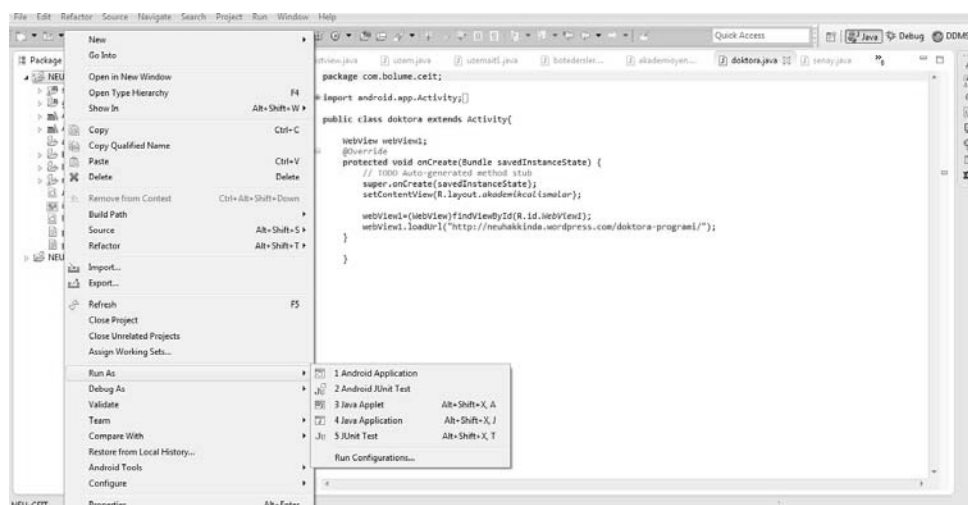 File Edit Refactor Source Navigate Search Project Run Window Help
Quick Access
Java
Debug
DDMS
Package
NEU
NEU
New
Go Into
Open in New Window
Open Type Hierarchy F4
Show In Alt+Shift+W
Copy Ctrl+C
Copy Qualified Name
Paste Ctrl+V
Delete Delete
Remove from Context Ctrl+Alt+Shift+Down
Build Path
Source Alt+Shift+S
Refactor Alt+Shift+T
Import...
Export...
Refresh F5
Close Project
Close Unrelated Projects
Assign Working Sets...
Run As
Debug As
Validate
Team
Compare With
Restore from Local History...
Android Tools
Configure
Properties Alt+Enter
1 Android Application
2 Android JUnit Test
3 Java Applet Alt+Shift+X, A
4 Java Application Alt+Shift+X, J
5 JUnit Test Alt+Shift+X, T
Run Configurations...
uzem.java botedersler... akademisyen... doktora.java senay.java
package com.bolume.ceit;
import android.app.Activity;
public class doktora extends Activity{
WebView webView1;
@Override
protected void onCreate(Bundle savedInstanceState) {
// TODO Auto-generated method stub
super.onCreate(savedInstanceState);
setContentView(R.layout.akademikcalismalar);
webView1=(WebView)findViewById(R.id.WebView1);
webView1.loadUrl("http://neuhakkinda.wordpress.com/doktora-programi/");
}
}
NEU-CEIT